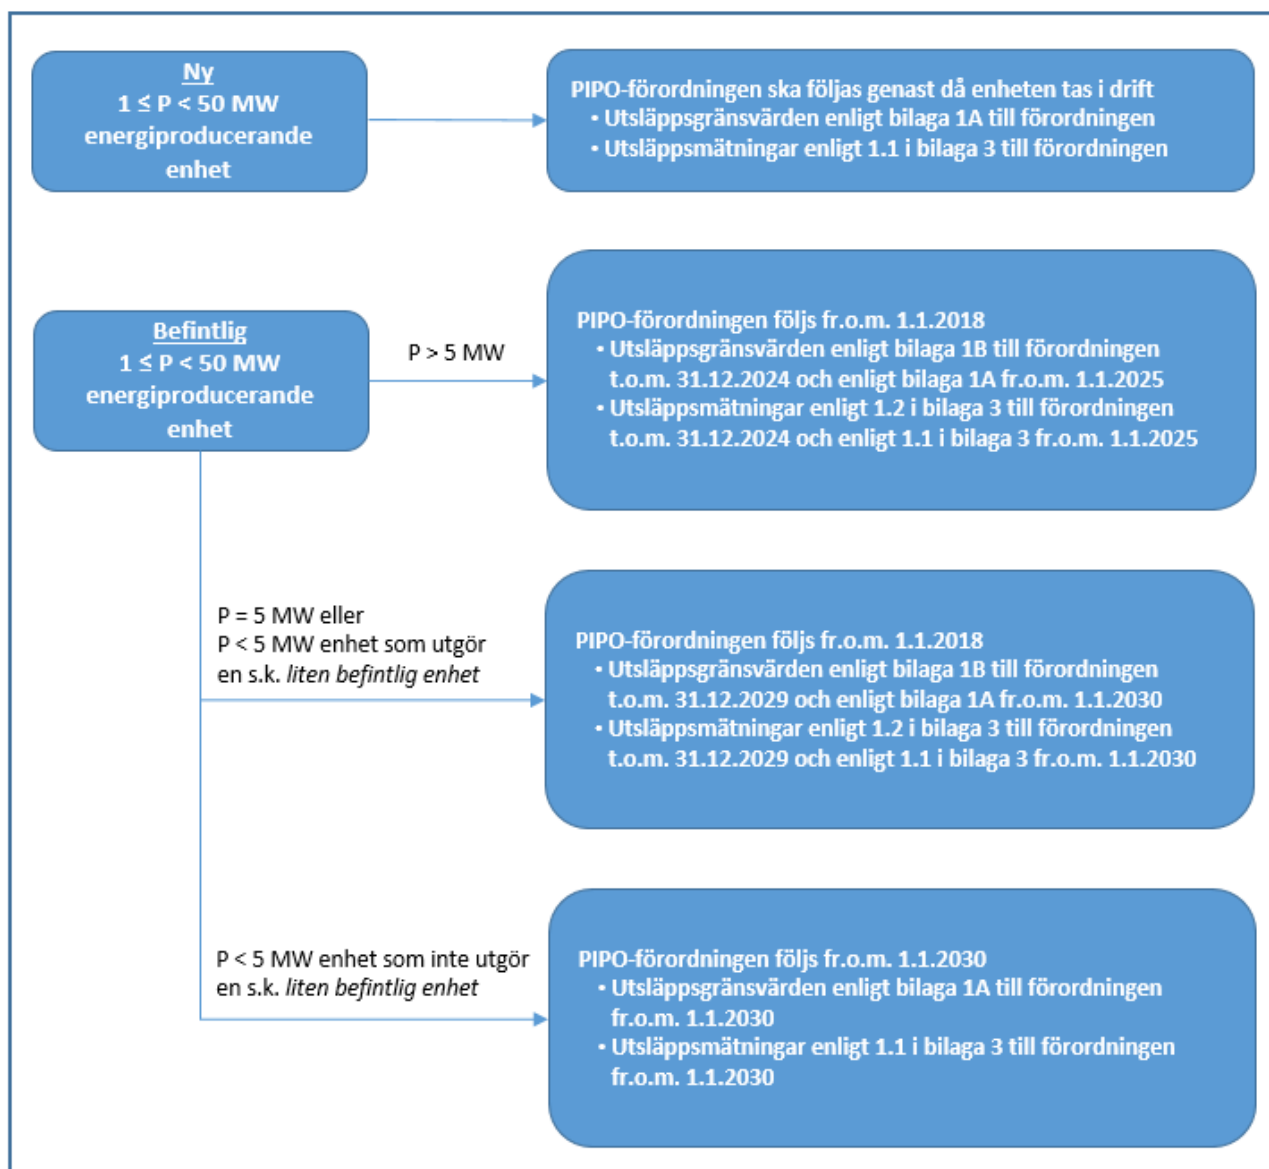 Ny
1 ≤ P < 50 MW
energiproducerande
enhet
PIPO-förordningen ska följas genast då enheten tas i drift
• Utsläppsgränsvärden enligt bilaga 1A till förordningen
• Utsläppsmätningar enligt 1.1 i bilaga 3 till förordningen
Befintlig
1 ≤ P < 50 MW
energiproducerande
enhet
P > 5 MW
PIPO-förordningen följs fr.o.m. 1.1.2018
• Utsläppsgränsvärden enligt bilaga 1B till förordningen
t.o.m. 31.12.2024 och enligt bilaga 1A fr.o.m. 1.1.2025
• Utsläppsmätningar enligt 1.2 i bilaga 3 till förordningen
t.o.m. 31.12.2024 och enligt 1.1 i bilaga 3 fr.o.m. 1.1.2025
P = 5 MW eller
P < 5 MW enhet som utgör
en s.k. liten befintlig enhet
PIPO-förordningen följs fr.o.m. 1.1.2018
• Utsläppsgränsvärden enligt bilaga 1B till förordningen
t.o.m. 31.12.2029 och enligt bilaga 1A fr.o.m. 1.1.2030
• Utsläppsmätningar enligt 1.2 i bilaga 3 till förordningen
t.o.m. 31.12.2029 och enligt 1.1 i bilaga 3 fr.o.m. 1.1.2030
P < 5 MW enhet som inte utgör
en s.k. liten befintlig enhet
PIPO-förordningen följs fr.o.m. 1.1.2030
• Utsläppsgränsvärden enligt bilaga 1A till förordningen
fr.o.m. 1.1.2030
• Utsläppsmätningar enligt 1.1 i bilaga 3 till förordningen
fr.o.m. 1.1.2030